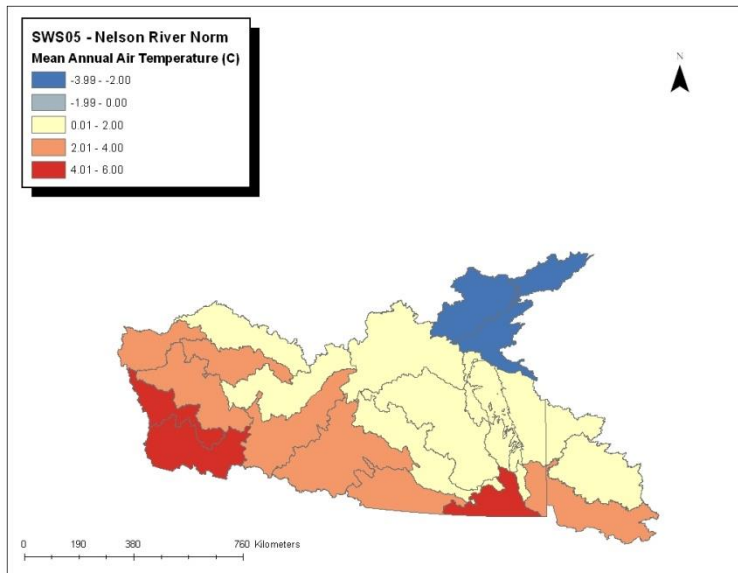 SWS05 - Nelson River Norm
Mean Annual Air Temperature (C)
-3.99 - -2.00
-1.99 - 0.00
0.01 - 2.00
2.01 - 4.00
4.01 - 6.00
N
0 190 380 760 Kilometers